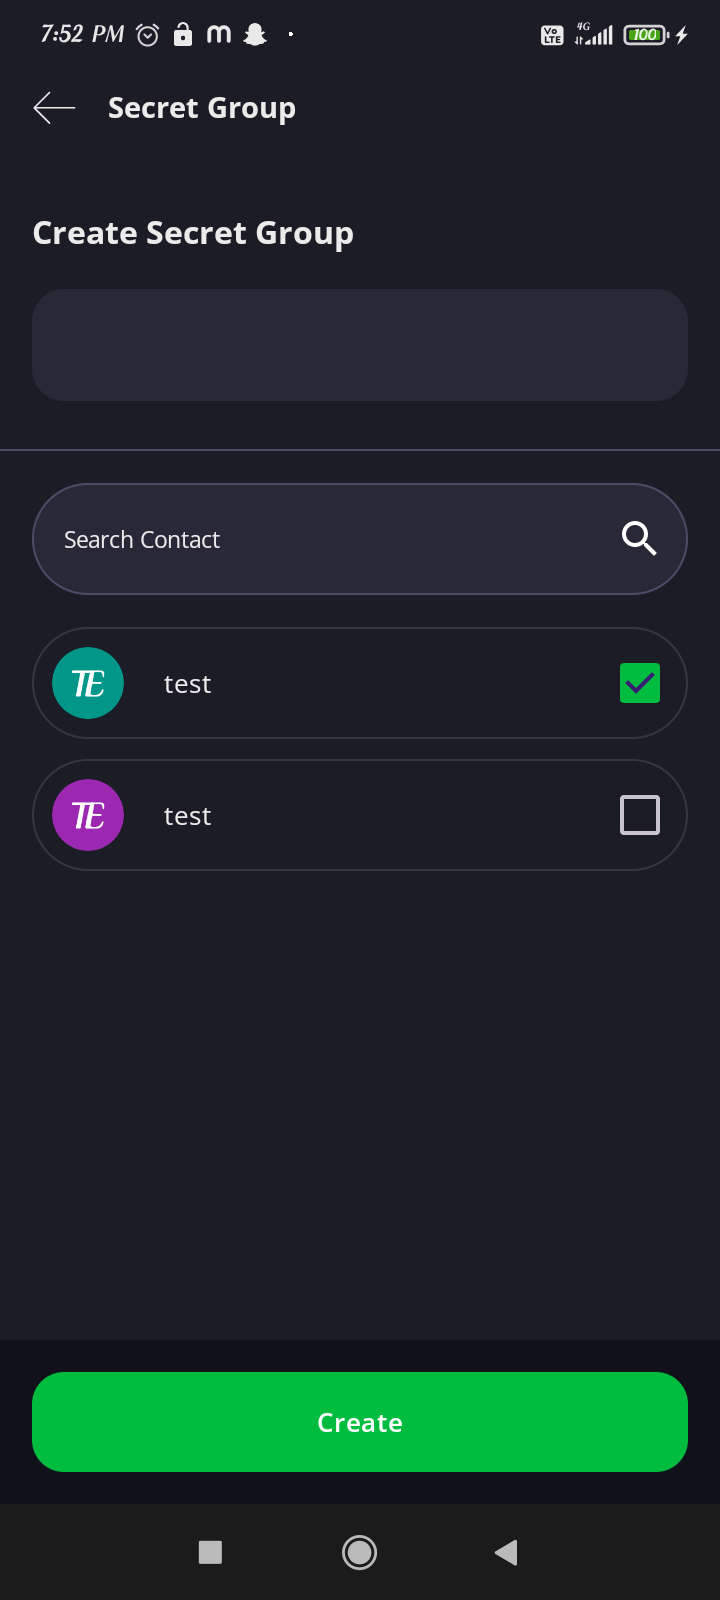 7:52 PM
Vo LTE 4G 100
Secret Group
Create Secret Group
Search Contact
TE test
TE test
Create